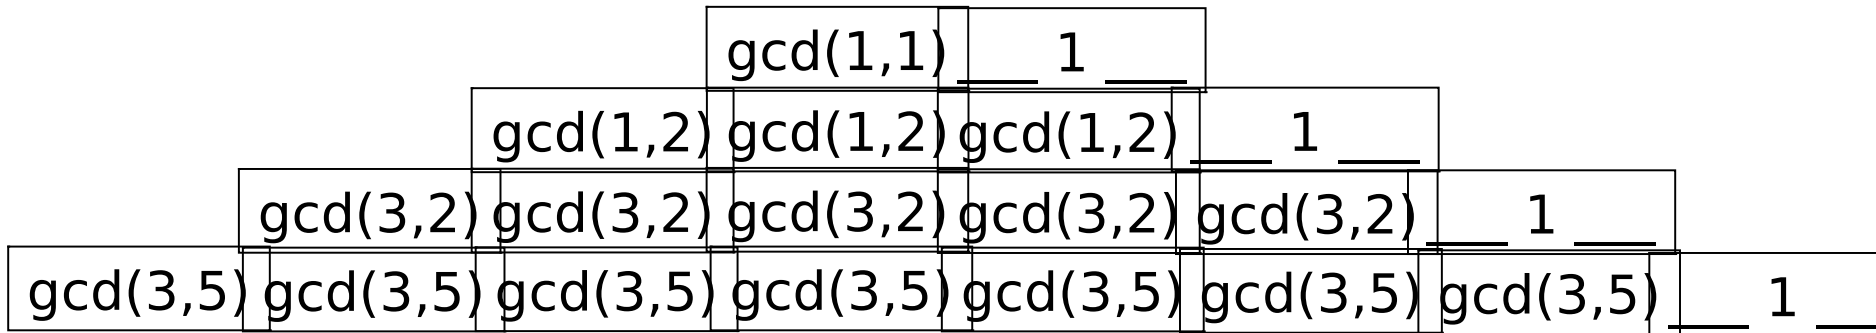 gcd(1,1) ___ 1 ___
gcd(1,2) gcd(1,2) gcd(1,2) ___ 1 ___
gcd(3,2) gcd(3,2) gcd(3,2) gcd(3,2) gcd(3,2) ___ 1 ___
gcd(3,5) gcd(3,5) gcd(3,5) gcd(3,5) gcd(3,5) gcd(3,5) gcd(3,5) ___ 1 ___